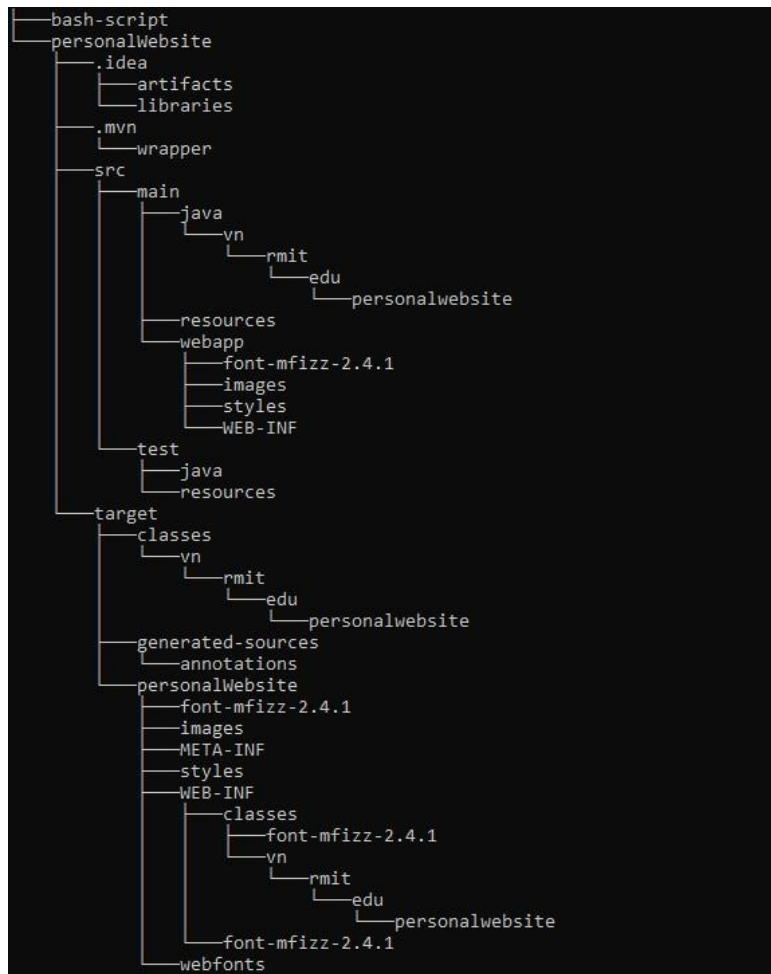 ├───bash-script
└───personalWebsite
    ├───.idea
    │   ├───artifacts
    │   └───libraries
    ├───.mvn
    │   └───wrapper
    ├───src
    │   ├───main
    │   │   ├───java
    │   │   │   └───vn
    │   │   │       └───rmit
    │   │   │           └───edu
    │   │   │               └───personalwebsite
    │   │   ├───resources
    │   │   └───webapp
    │   │       ├───font-mfizz-2.4.1
    │   │       ├───images
    │   │       ├───styles
    │   │       └───WEB-INF
    │   └───test
    │       ├───java
    │       └───resources
    └───target
        ├───classes
        │   └───vn
        │       └───rmit
        │           └───edu
        │               └───personalwebsite
        ├───generated-sources
        │   └───annotations
        └───personalWebsite
            ├───font-mfizz-2.4.1
            ├───images
            ├───META-INF
            ├───styles
            ├───WEB-INF
            │   ├───classes
            │   │   ├───font-mfizz-2.4.1
            │   │   └───vn
            │   │       └───rmit
            │   │           └───edu
            │   │               └───personalwebsite
            │   └───font-mfizz-2.4.1
            └───webfonts